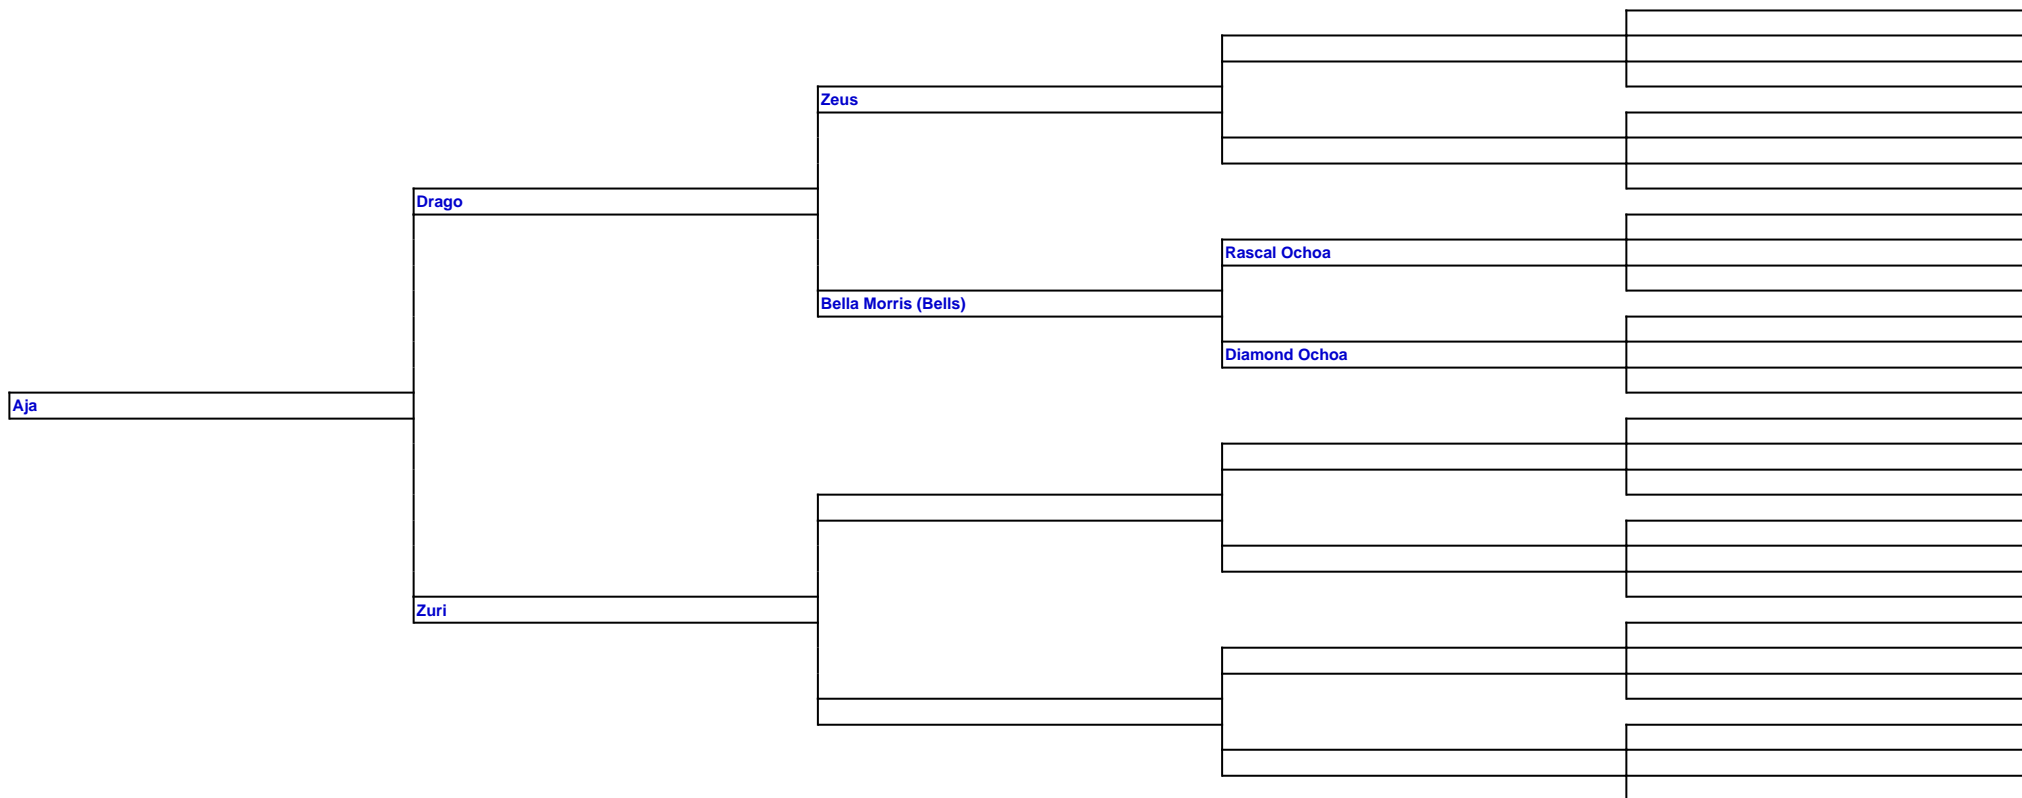 Zeus
Drago
Rascal Ochoa
Bella Morris (Bells)
Diamond Ochoa
Aja
Zuri